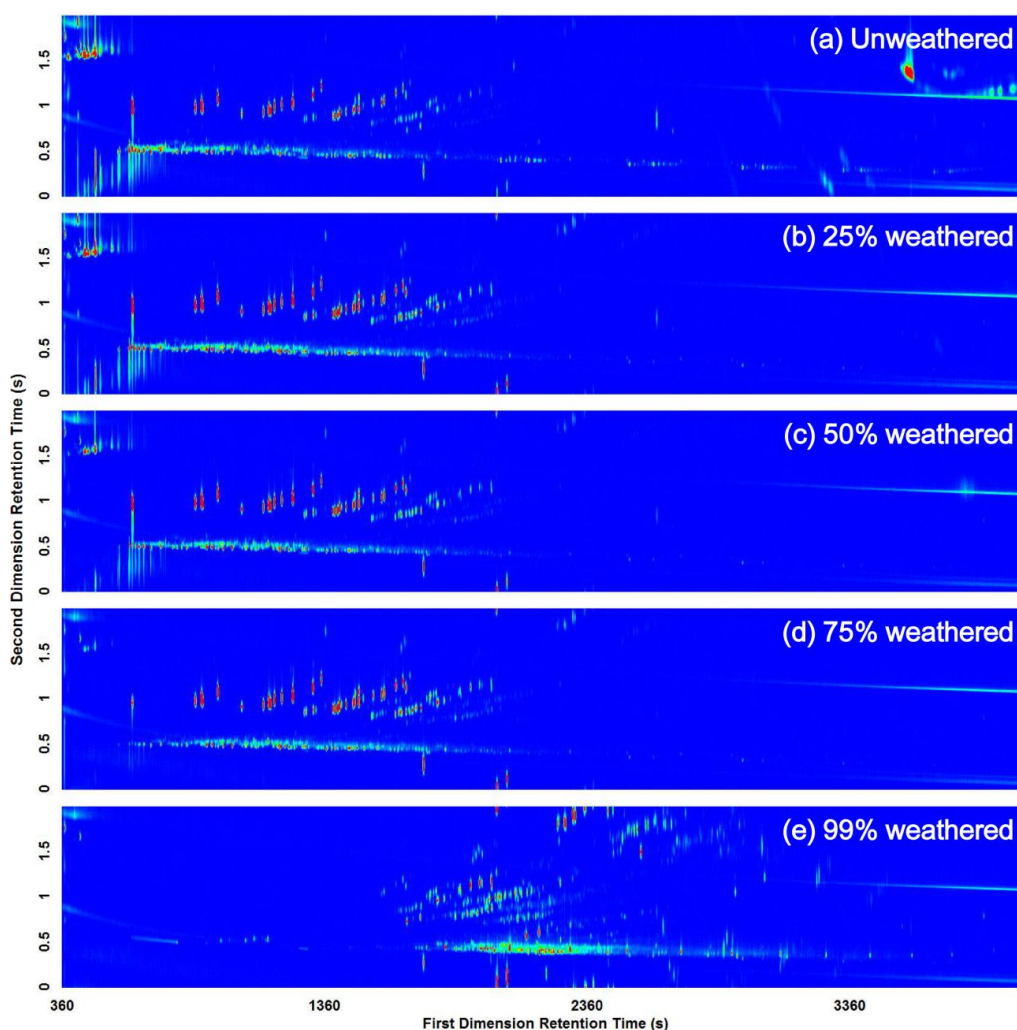 (a) Unweathered
1.5
1
0.5
0
(b) 25% weathered
1.5
1
0.5
0
(c) 50% weathered
1.5
1
0.5
0
(d) 75% weathered
1.5
1
0.5
0
(e) 99% weathered
1.5
1
0.5
0
Second Dimension Retention Time (s)
360 1360 2360 3360
First Dimension Retention Time (s)